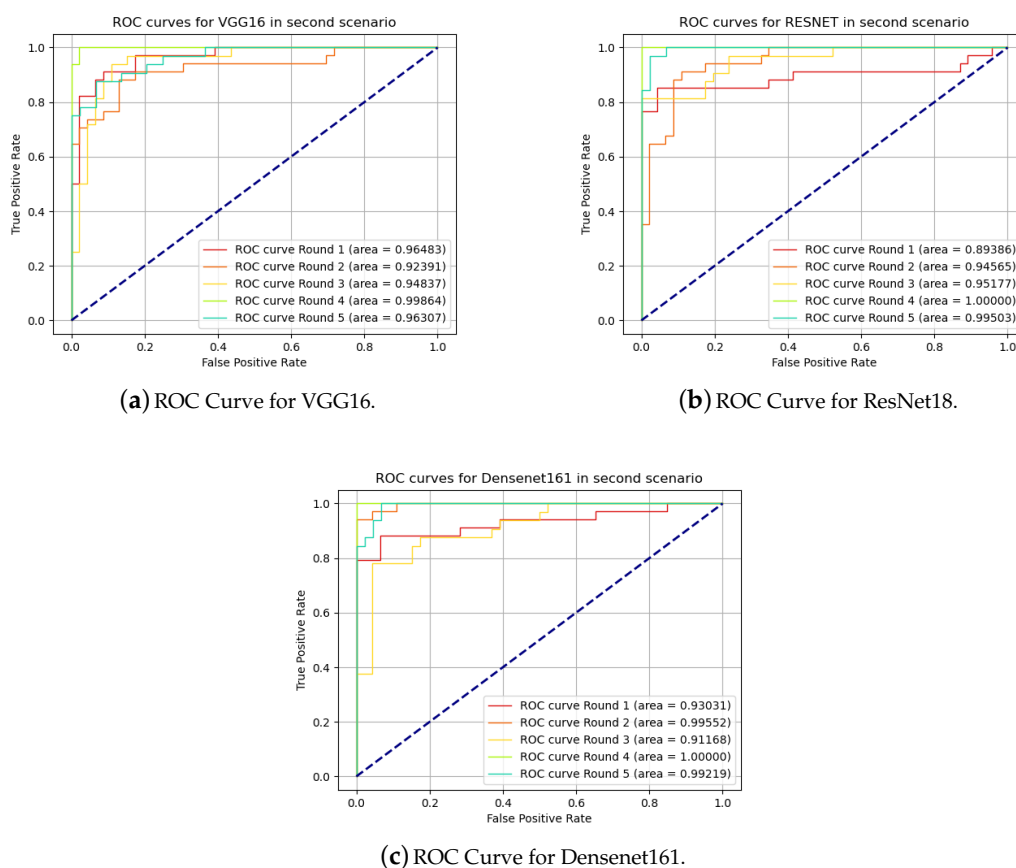 ROC curves for VGG16 in second scenario
True Positive Rate
1.0
0.8
0.6
0.4
0.2
0.0
ROC curve Round 1 (area = 0.96483)
ROC curve Round 2 (area = 0.92391)
ROC curve Round 3 (area = 0.94837)
ROC curve Round 4 (area = 0.99864)
ROC curve Round 5 (area = 0.96307)
0.0 0.2 0.4 0.6 0.8 1.0
False Positive Rate
(a) ROC Curve for VGG16.
ROC curves for RESNET in second scenario
True Positive Rate
1.0
0.8
0.6
0.4
0.2
0.0
ROC curve Round 1 (area = 0.89386)
ROC curve Round 2 (area = 0.94565)
ROC curve Round 3 (area = 0.95177)
ROC curve Round 4 (area = 1.00000)
ROC curve Round 5 (area = 0.99503)
0.0 0.2 0.4 0.6 0.8 1.0
False Positive Rate
(b) ROC Curve for ResNet18.
ROC curves for Densenet161 in second scenario
True Positive Rate
1.0
0.8
0.6
0.4
0.2
0.0
ROC curve Round 1 (area = 0.93031)
ROC curve Round 2 (area = 0.99552)
ROC curve Round 3 (area = 0.91168)
ROC curve Round 4 (area = 1.00000)
ROC curve Round 5 (area = 0.99219)
0.0 0.2 0.4 0.6 0.8 1.0
False Positive Rate
(c) ROC Curve for Densenet161.